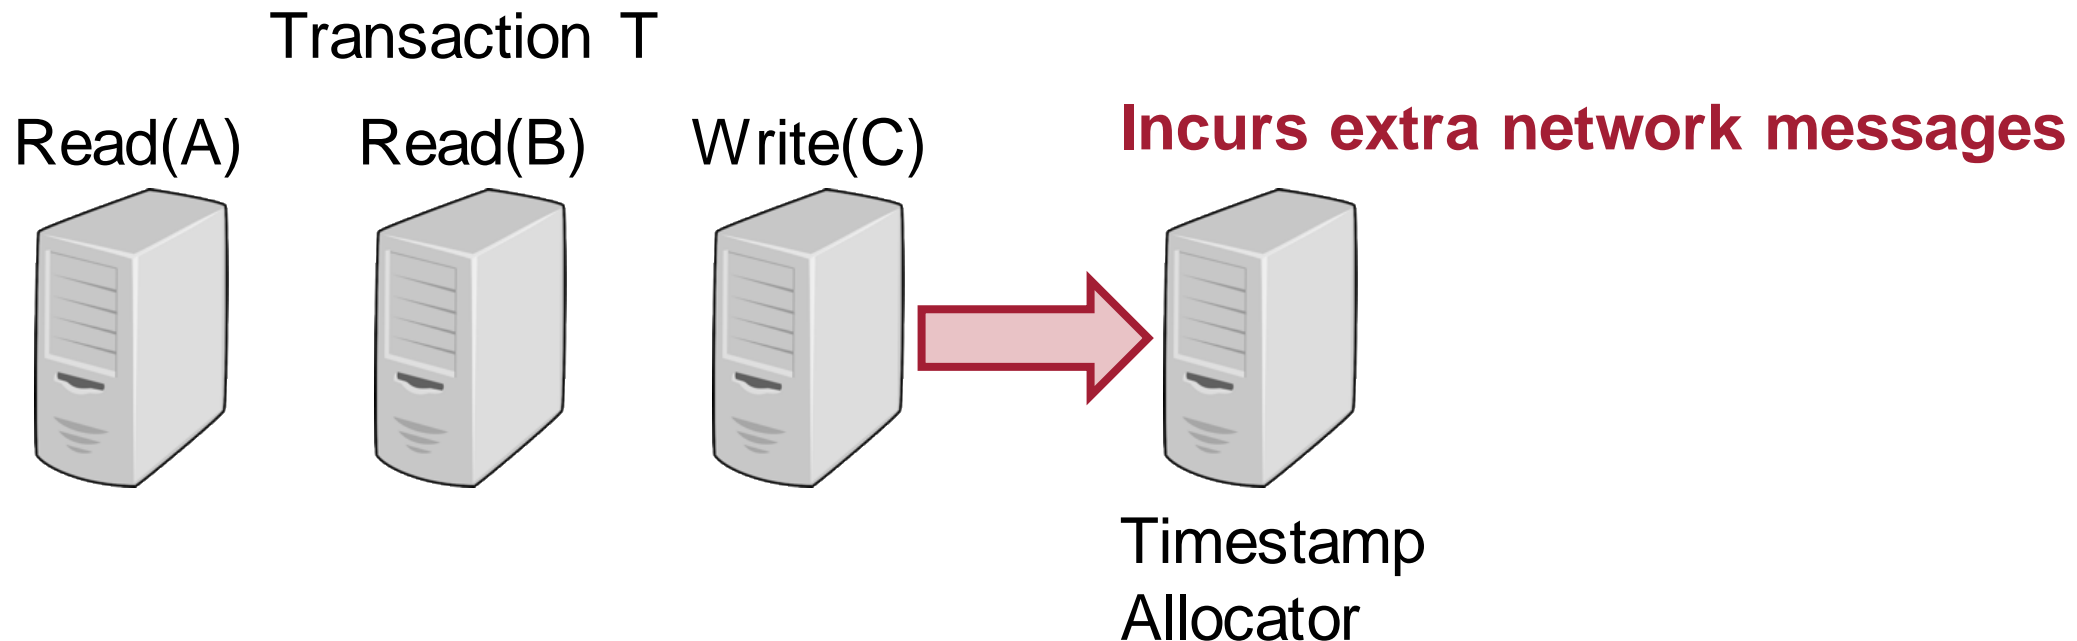 Transaction T
Read(A) Read(B) Write(C)
Incurs extra network messages
Timestamp
Allocator